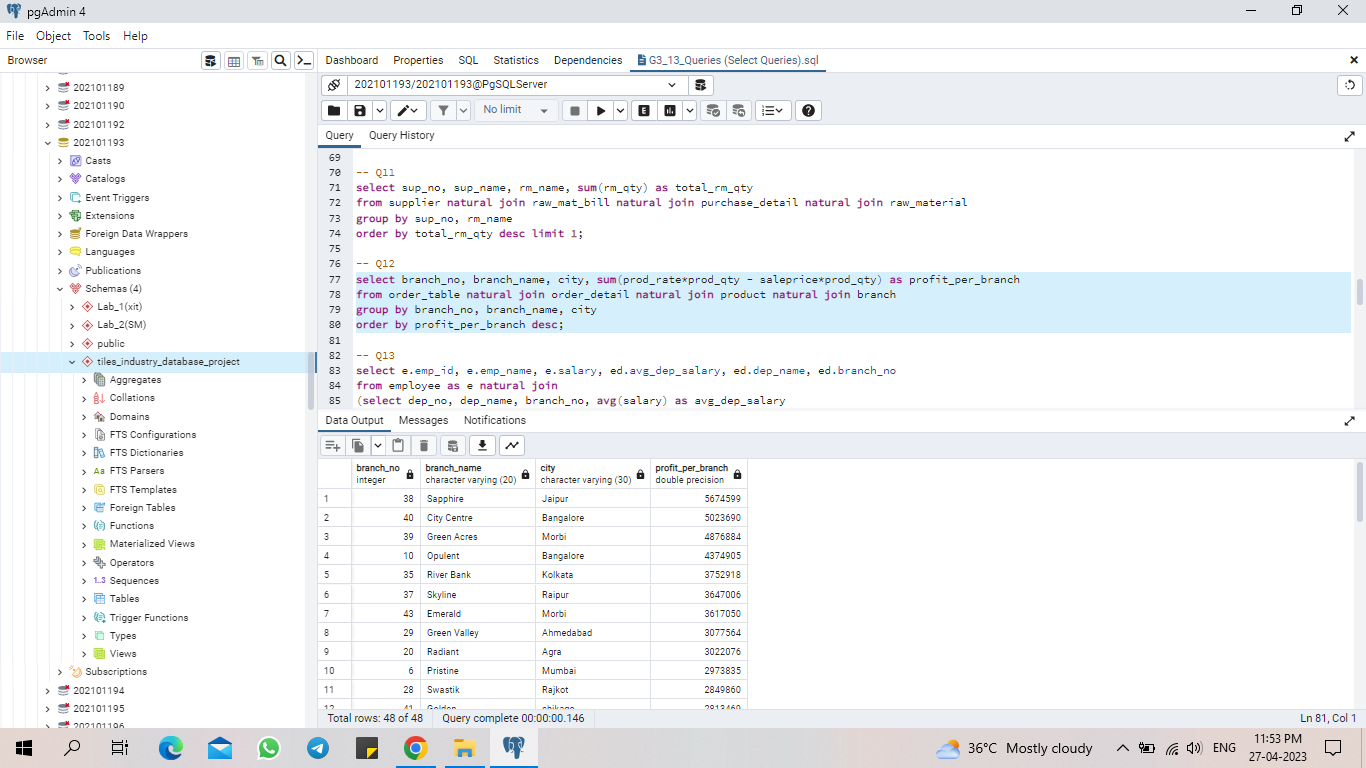 pgAdmin 4
File Object Tools Help
Browser
Dashboard Properties SQL Statistics Dependencies G3_13_Queries (Select Queries).sql
202101189
202101190
202101192
202101193
Casts
Catalogs
Event Triggers
Extensions
Foreign Data Wrappers
Languages
Publications
Schemas (4)
Lab_1(xit)
Lab_2(SM)
public
tiles_industry_database_project
Aggregates
Collations
Domains
FTS Configurations
FTS Dictionaries
Aa FTS Parsers
FTS Templates
Foreign Tables
Functions
Materialized Views
Operators
1..3 Sequences
Tables
Trigger Functions
Types
Views
Subscriptions
202101194
202101195
202101196
202101193/202101193@PgSQLServer
No limit
E
Query Query History
69
70 -- Q11
71 select sup_no, sup_name, rm_name, sum(rm_qty) as total_rm_qty
72 from supplier natural join raw_mat_bill natural join purchase_detail natural join raw_material
73 group by sup_no, rm_name
74 order by total_rm_qty desc limit 1;
75
76 -- Q12
77 select branch_no, branch_name, city, sum(prod_rate*prod_qty - saleprice*prod_qty) as profit_per_branch
78 from order_table natural join order_detail natural join product natural join branch
79 group by branch_no, branch_name, city
80 order by profit_per_branch desc;
81
82 -- Q13
83 select e.emp_id, e.emp_name, e.salary, ed.avg_dep_salary, ed.dep_name, ed.branch_no
84 from employee as e natural join
85 (select dep_no, dep_name, branch_no, avg(salary) as avg_dep_salary
Data Output Messages Notifications
branch_no branch_name city profit_per_branch
integer character varying (20) character varying (30) double precision
1 38 Sapphire Jaipur 5674599
2 40 City Centre Bangalore 5023690
3 39 Green Acres Morbi 4876884
4 10 Opulent Bangalore 4374905
5 35 River Bank Kolkata 3752918
6 37 Skyline Raipur 3647006
7 43 Emerald Morbi 3617050
8 29 Green Valley Ahmedabad 3077564
9 20 Radiant Agra 3022076
10 6 Pristine Mumbai 2973835
11 28 Swastik Rajkot 2849860
12 41 Golden chikago 2813469
Total rows: 48 of 48 Query complete 00:00:00.146 Ln 81, Col 1
36°C Mostly cloudy ENG 11:53 PM
27-04-2023